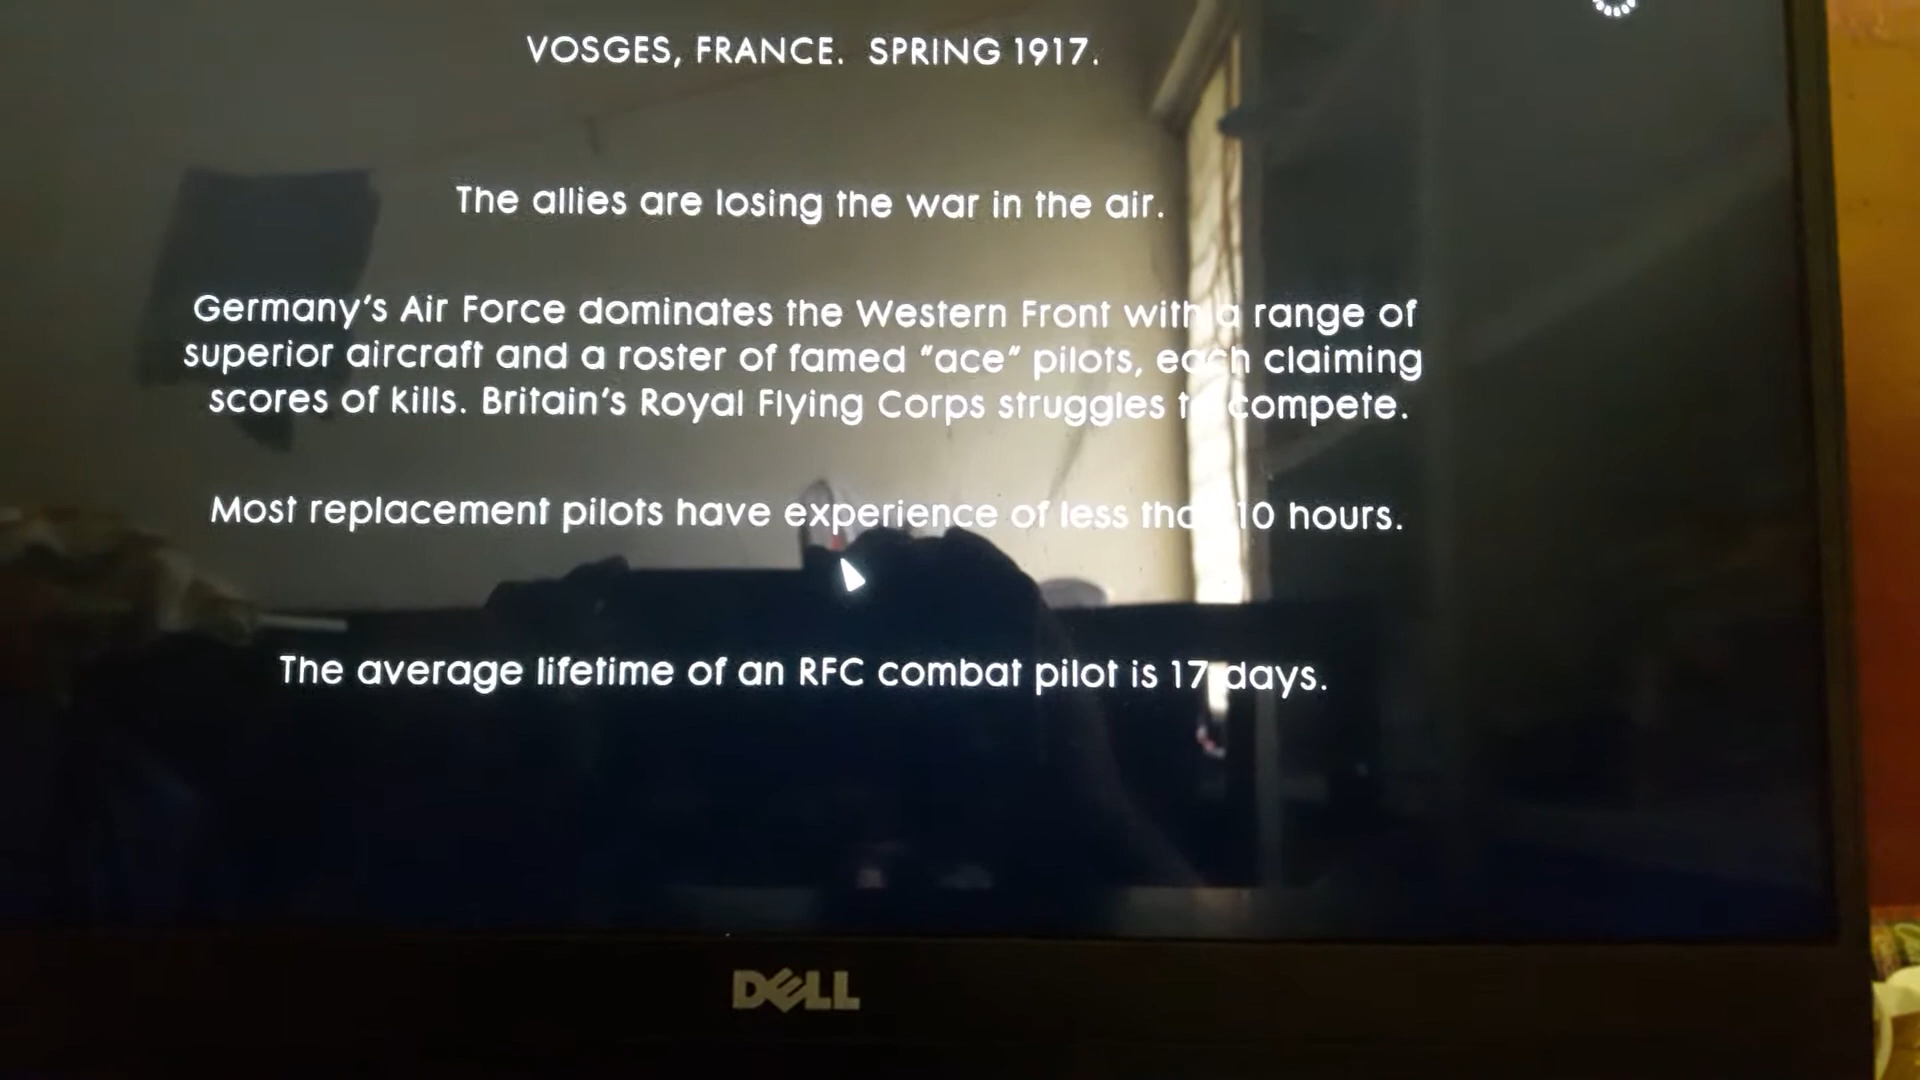 VOSGES, FRANCE. SPRING 1917.
The allies are losing the war in the air.
Germany's Air Force dominates the Western Front with a range of
superior aircraft and a roster of famed "ace" pilots, each claiming
scores of kills. Britain's Royal Flying Corps struggles to compete.
Most replacement pilots have experience of less than 10 hours.
The average lifetime of an RFC combat pilot is 17 days.
DELL